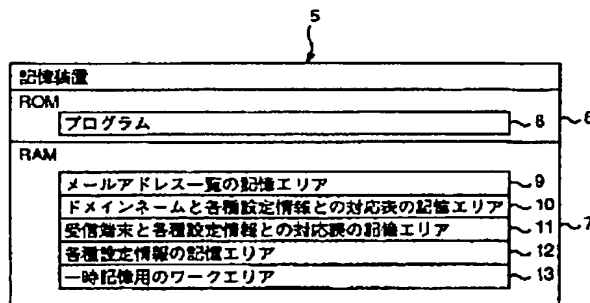 5
記憶装置
ROM
プログラム 8 6
RAM
メールアドレス一覧の記憶エリア 9
ドメインネームと各種設定情報との対応表の記憶エリア 10
受信端末と各種設定情報との対応表の記憶エリア 11 7
各種設定情報の記憶エリア 12
一時記憶用のワークエリア 13